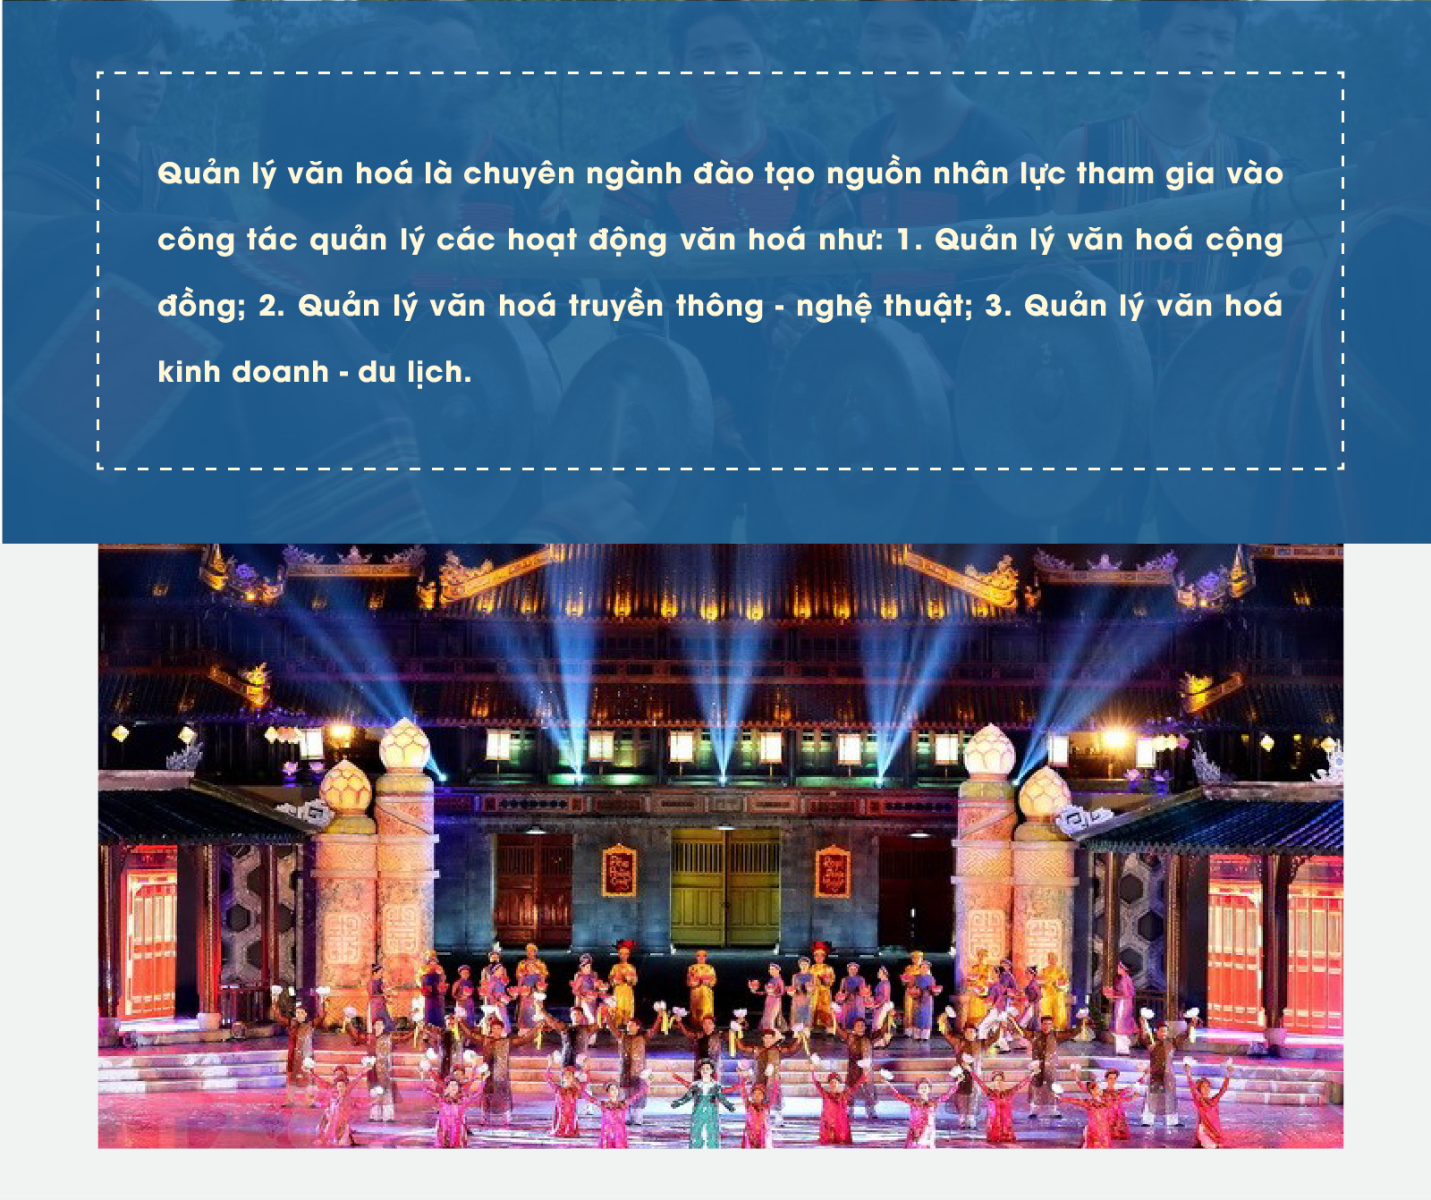 Quản lý văn hoá là chuyên ngành đào tạo nguồn nhân lực tham gia vào
công tác quản lý các hoạt động văn hoá như: 1. Quản lý văn hoá cộng
đồng; 2. Quản lý văn hoá truyền thông - nghệ thuật; 3. Quản lý văn hoá
kinh doanh - du lịch.